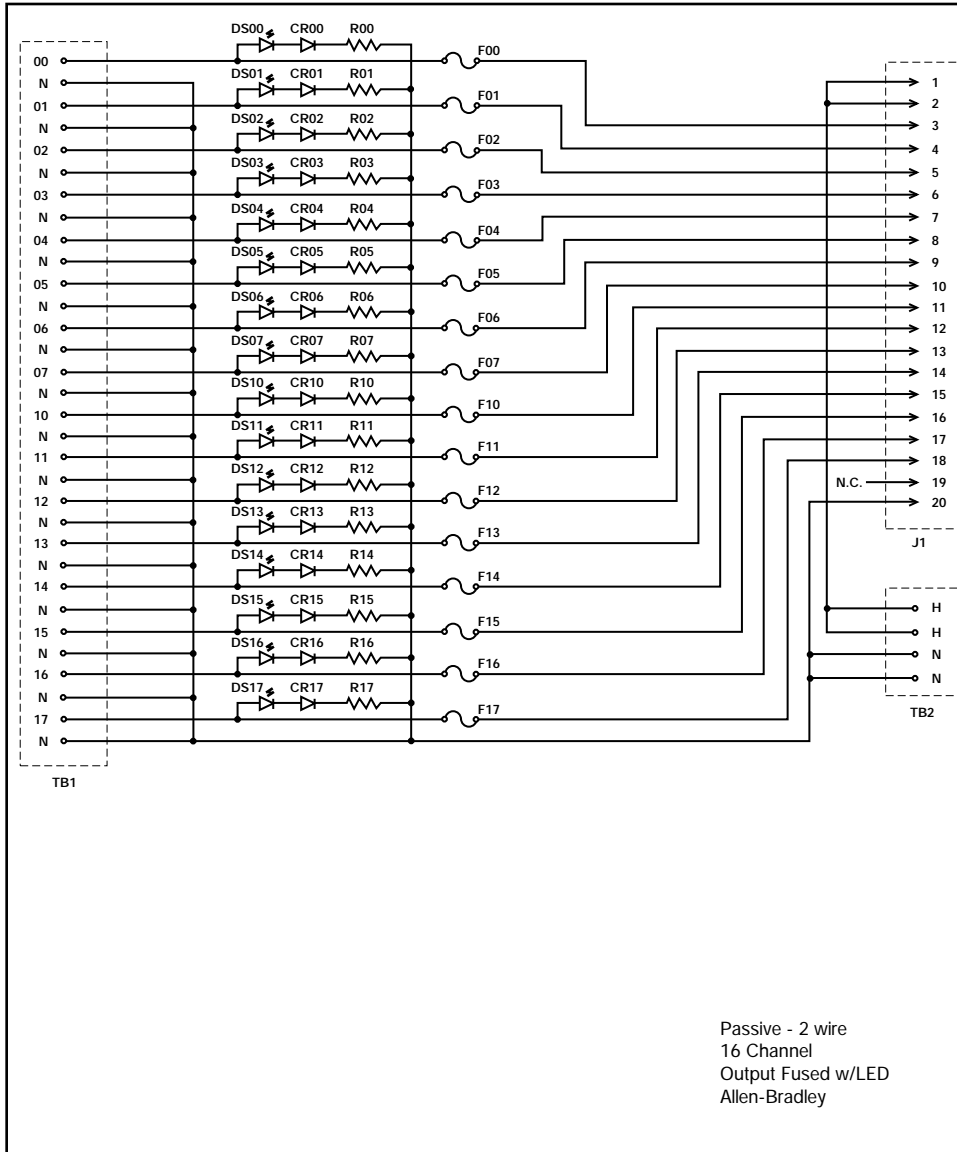 DS00 CR00 R00
00 F00
N DS01 CR01 R01 1
01 F01 2
N DS02 CR02 R02 3
02 F02 4
N DS03 CR03 R03 5
03 F03 6
N DS04 CR04 R04 7
04 F04 8
N DS05 CR05 R05 9
05 F05 10
N DS06 CR06 R06 11
06 F06 12
N DS07 CR07 R07 13
07 F07 14
N DS10 CR10 R10 15
10 F10 16
N DS11 CR11 R11 17
11 F11 18
N DS12 CR12 R12 N.C. 19
12 F12 20
N DS13 CR13 R13
13 F13 J1
N DS14 CR14 R14
14 F14
N DS15 CR15 R15 H
15 F15 H
N DS16 CR16 R16 N
16 F16 N
N DS17 CR17 R17
17 F17 TB2
N
TB1
Passive - 2 wire
16 Channel
Output Fused w/LED
Allen-Bradley